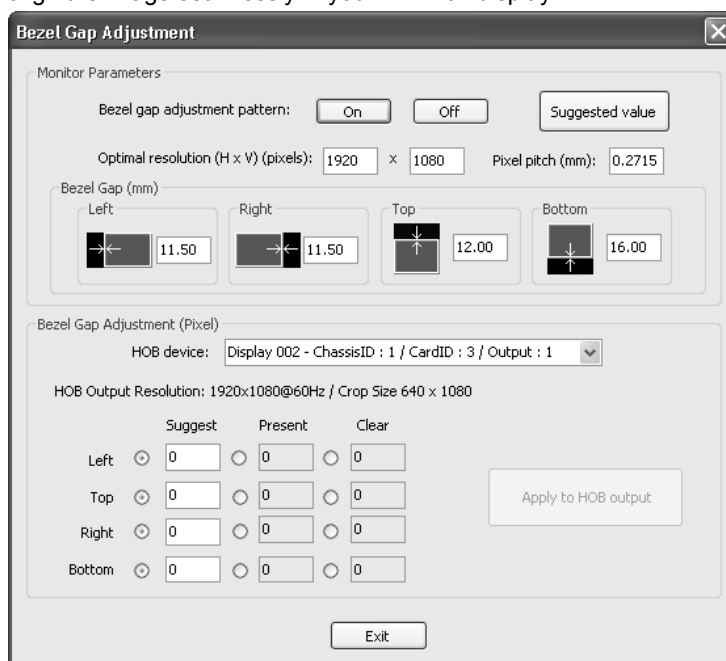 Bezel Gap Adjustment
Monitor Parameters
Bezel gap adjustment pattern: On Off Suggested value
Optimal resolution (H x V) (pixels): 1920 x 1080 Pixel pitch (mm): 0.2715
Bezel Gap (mm)
Left Right Top Bottom
11.50 11.50 12.00 16.00
Bezel Gap Adjustment (Pixel)
HOB device: Display 002 - ChassisID : 1 / CardID : 3 / Output : 1
HOB Output Resolution: 1920x1080@60Hz / Crop Size 640 x 1080
Suggest Present Clear
Left 0 0 0
Top 0 0 0 Apply to HOB output
Right 0 0 0
Bottom 0 0 0
Exit